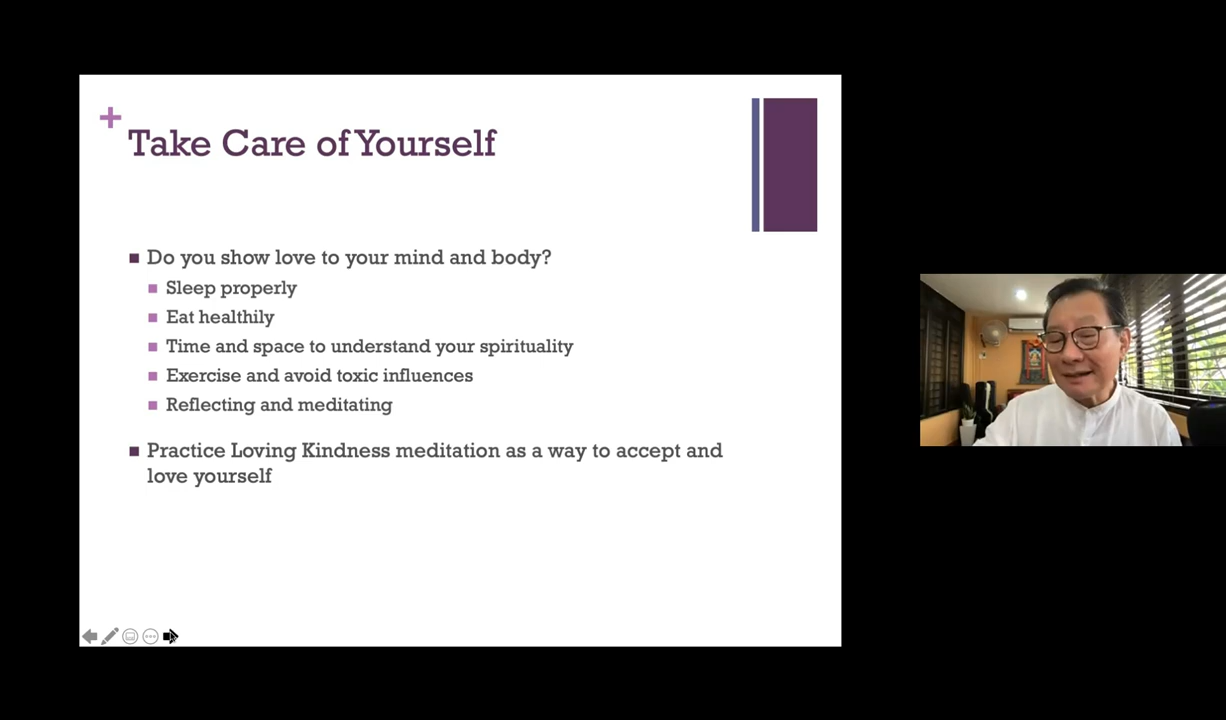 Take Care of Yourself
Do you show love to your mind and body?
Sleep properly
Eat healthily
Time and space to understand your spirituality
Exercise and avoid toxic influences
Reflecting and meditating
Practice Loving Kindness meditation as a way to accept and
love yourself